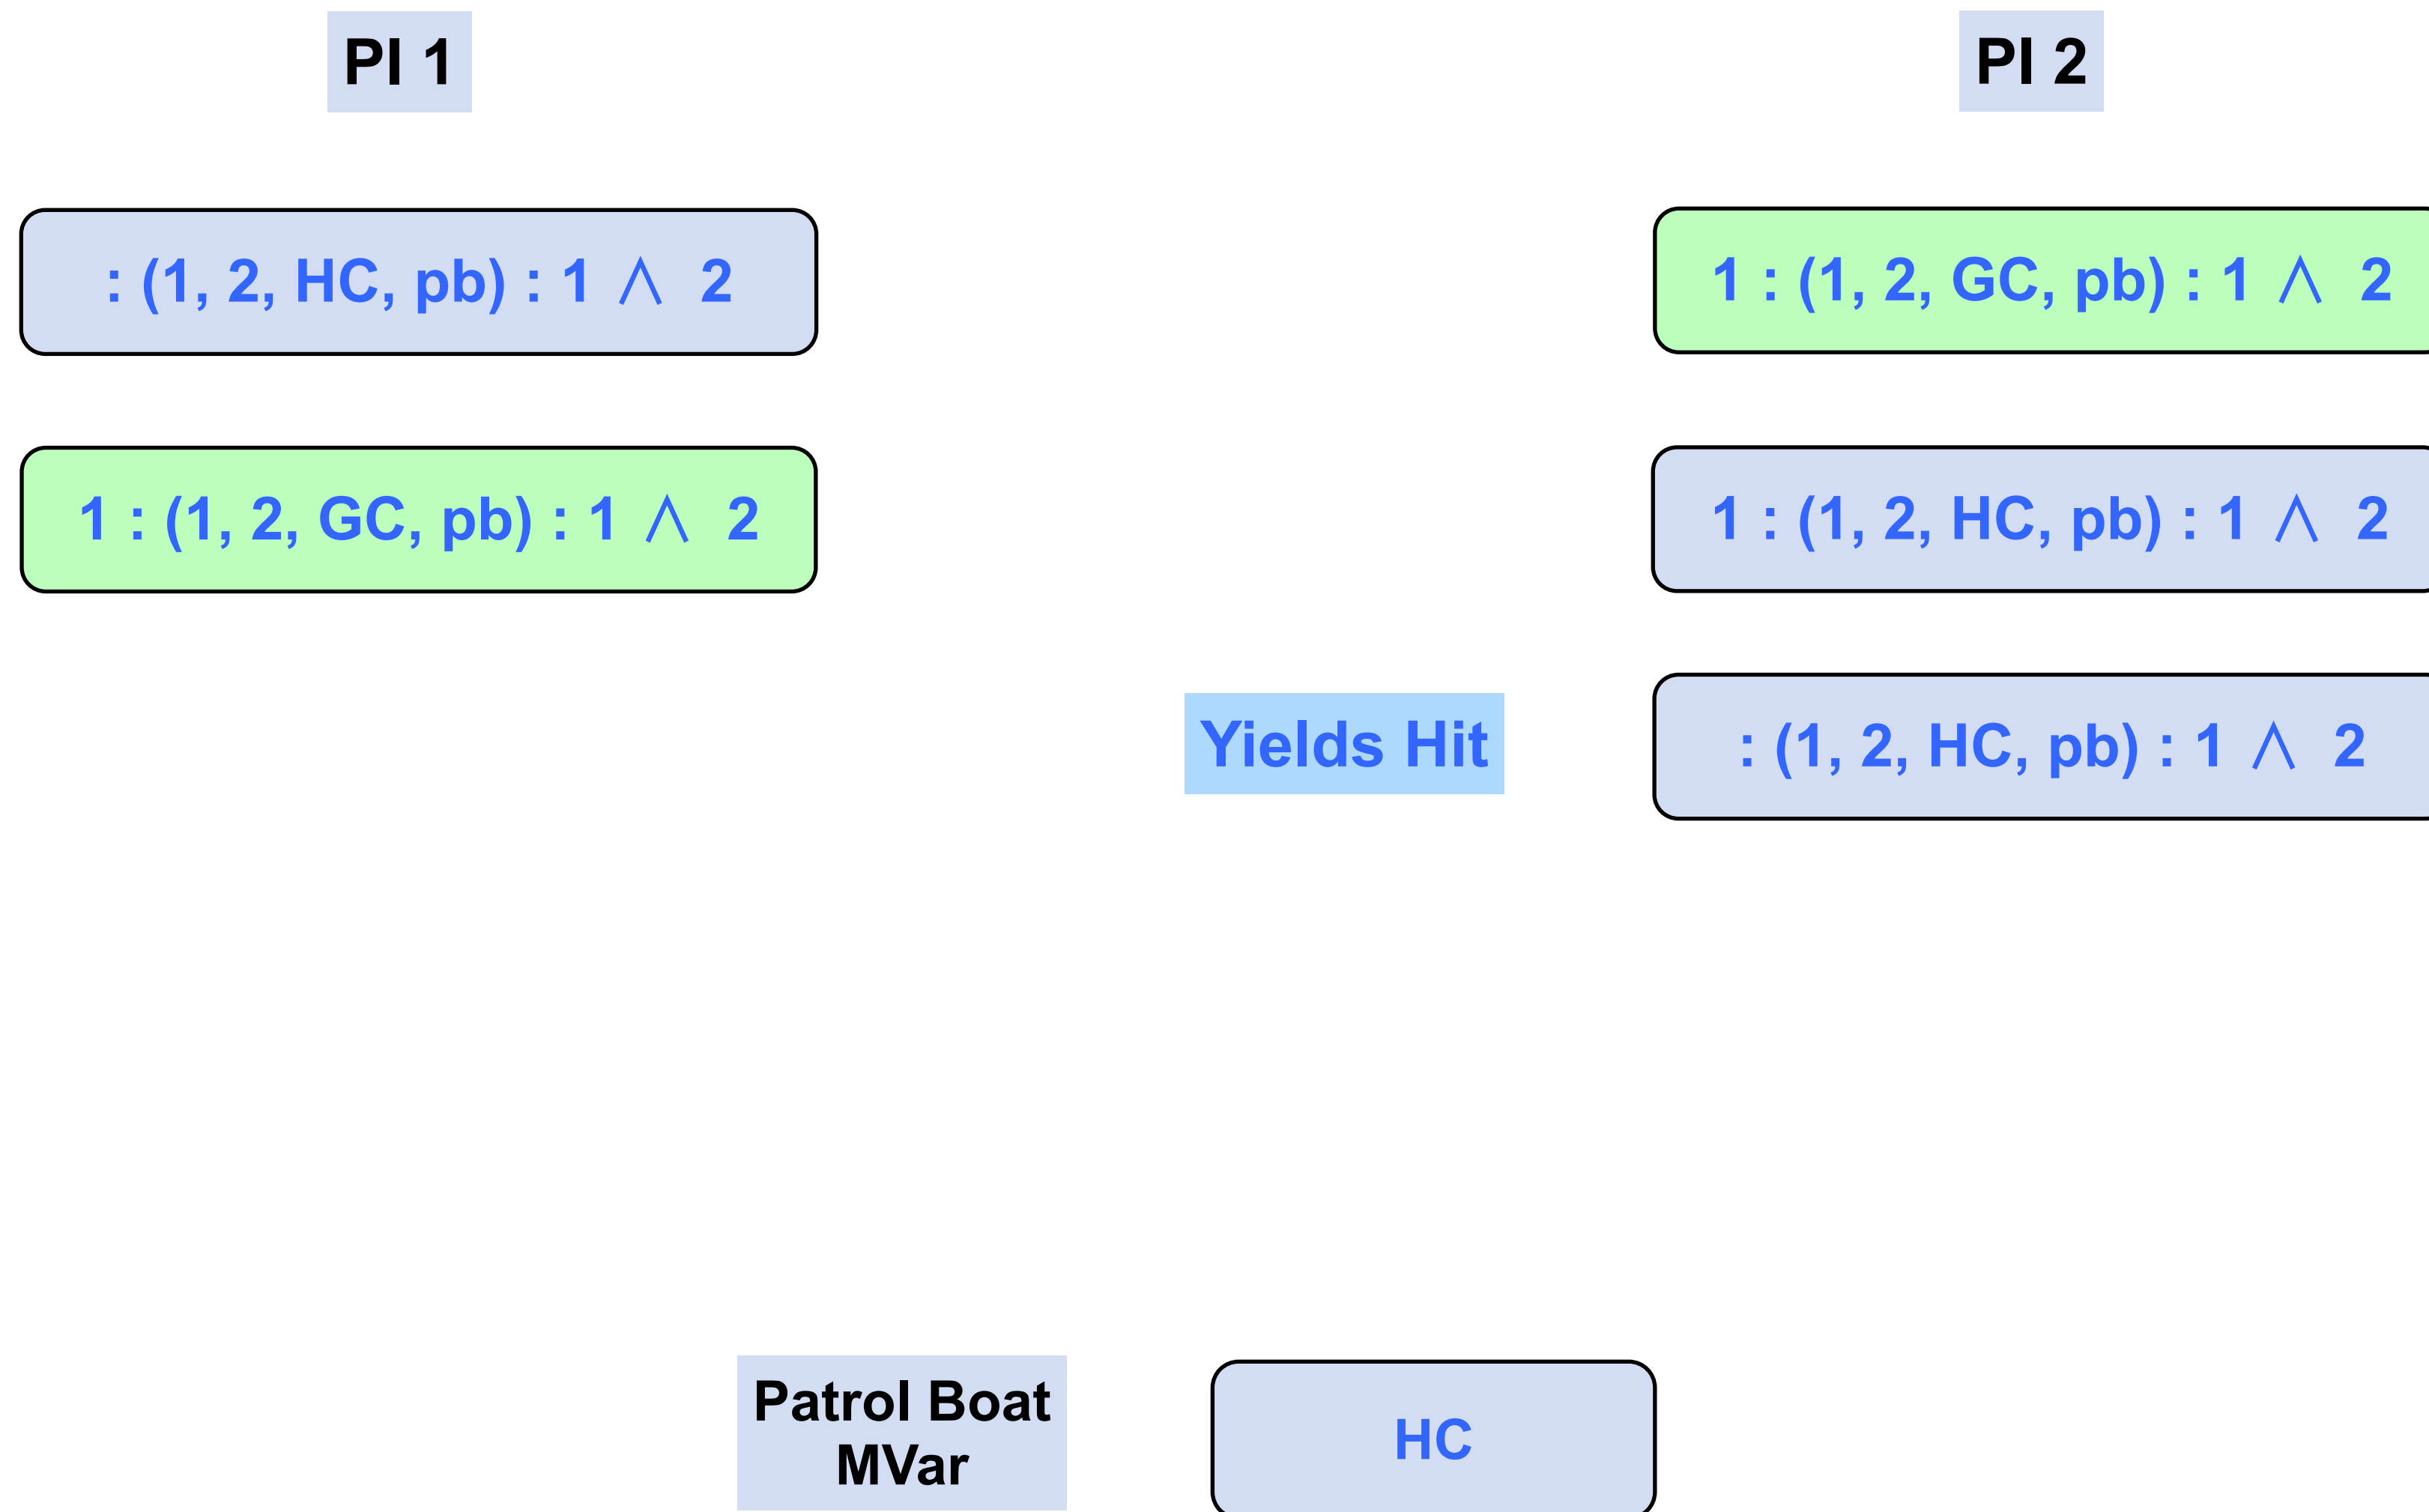 PI 1
PI 2
: (1, 2, HC, pb) : 1 ∧ 2
1 : (1, 2, GC, pb) : 1 ∧ 2
1 : (1, 2, GC, pb) : 1 ∧ 2
1 : (1, 2, HC, pb) : 1 ∧ 2
Yields Hit
: (1, 2, HC, pb) : 1 ∧ 2
Patrol Boat
MVar
HC